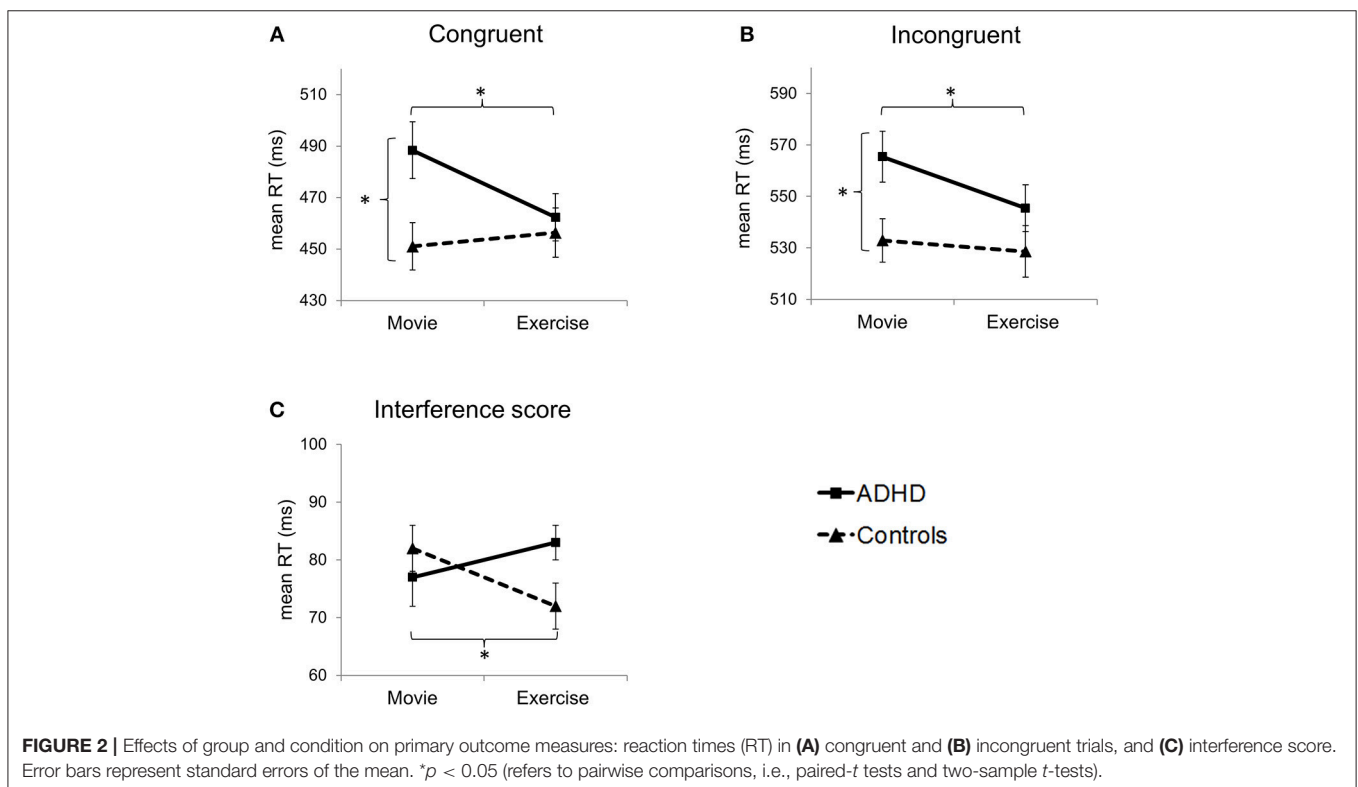 A Congruent
510
490
470
450
430
mean RT (ms)
*
*
Movie Exercise
B Incongruent
590
570
550
530
510
mean RT (ms)
*
*
Movie Exercise
C Interference score
100
90
80
70
60
mean RT (ms)
*
Movie Exercise
ADHD
Controls
FIGURE 2 | Effects of group and condition on primary outcome measures: reaction times (RT) in (A) congruent and (B) incongruent trials, and (C) interference score.
Error bars represent standard errors of the mean. *p < 0.05 (refers to pairwise comparisons, i.e., paired-t tests and two-sample t-tests).